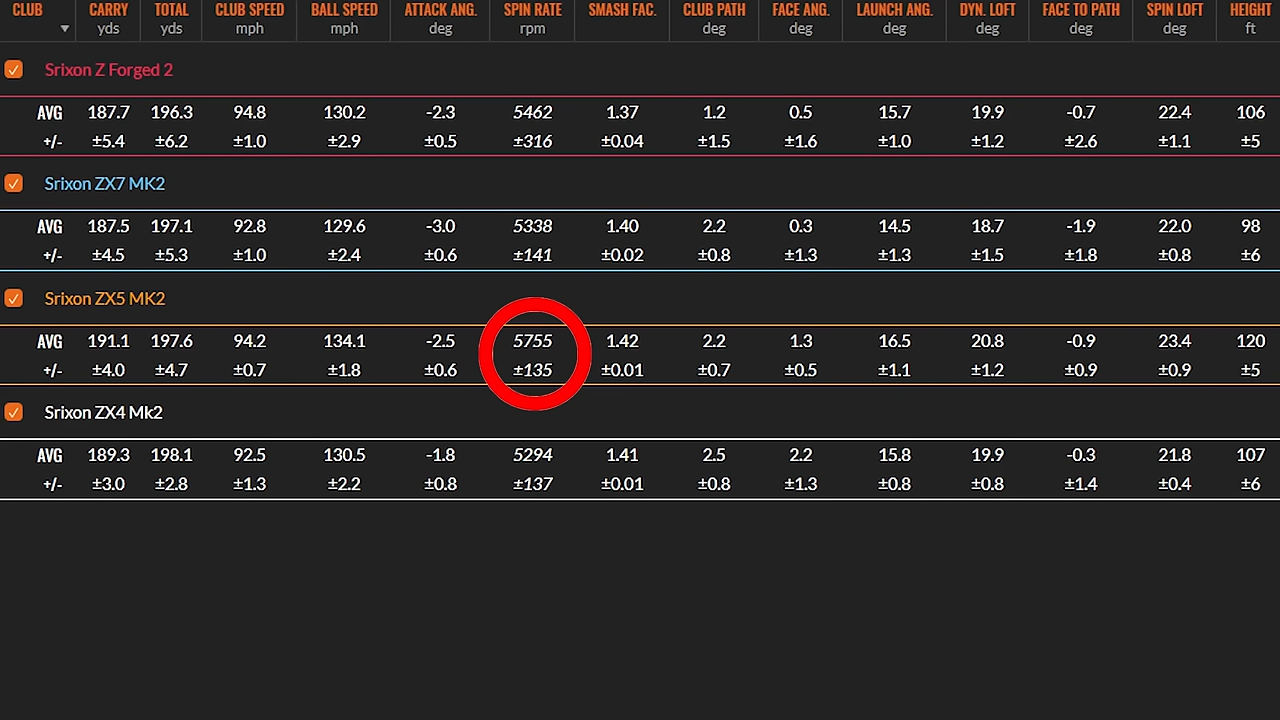 CLUB CARRY TOTAL CLUB SPEED BALL SPEED ATTACK ANG. SPIN RATE SMASH FAC. CLUB PATH FACE ANG. LAUNCH ANG. DYN. LOFT FACE TO PATH SPIN LOFT HEIGHT
yds yds mph mph deg rpm deg deg deg deg deg deg ft
Srixon Z Forged 2
AVG 187.7 196.3 94.8 130.2 -2.3 5462 1.37 1.2 0.5 15.7 19.9 -0.7 22.4 106
+/- ±5.4 ±6.2 ±1.0 ±2.9 ±0.5 ±316 ±0.04 ±1.5 ±1.6 ±1.0 ±1.2 ±2.6 ±1.1 ±5
Srixon ZX7 MK2
AVG 187.5 197.1 92.8 129.6 -3.0 5338 1.40 2.2 0.3 14.5 18.7 -1.9 22.0 98
+/- ±4.5 ±5.3 ±1.0 ±2.4 ±0.6 ±141 ±0.02 ±0.8 ±1.3 ±1.3 ±1.5 ±1.8 ±0.8 ±6
Srixon ZX5 MK2
AVG 191.1 197.6 94.2 134.1 -2.5 5755 1.42 2.2 1.3 16.5 20.8 -0.9 23.4 120
+/- ±4.0 ±4.7 ±0.7 ±1.8 ±0.6 ±135 ±0.01 ±0.7 ±0.5 ±1.1 ±1.2 ±0.9 ±0.9 ±5
Srixon ZX4 Mk2
AVG 189.3 198.1 92.5 130.5 -1.8 5294 1.41 2.5 2.2 15.8 19.9 -0.3 21.8 107
+/- ±3.0 ±2.8 ±1.3 ±2.2 ±0.8 ±137 ±0.01 ±0.8 ±1.3 ±0.8 ±0.8 ±1.4 ±0.4 ±6